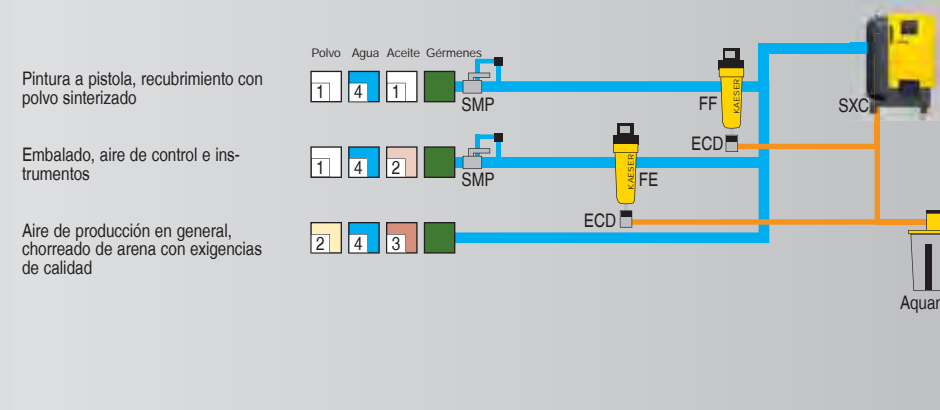 Polvo Agua Aceite Gérmenes
Pintura a pistola, recubrimiento con
polvo sinterizado
1 4 1
SMP
FF
KAESER
SXC
ECD
Embalado, aire de control e ins-
trumentos
1 4 2
SMP
KAESER
FE
ECD
Aire de producción en general,
chorreado de arena con exigencias
de calidad
2 4 3
Aquam